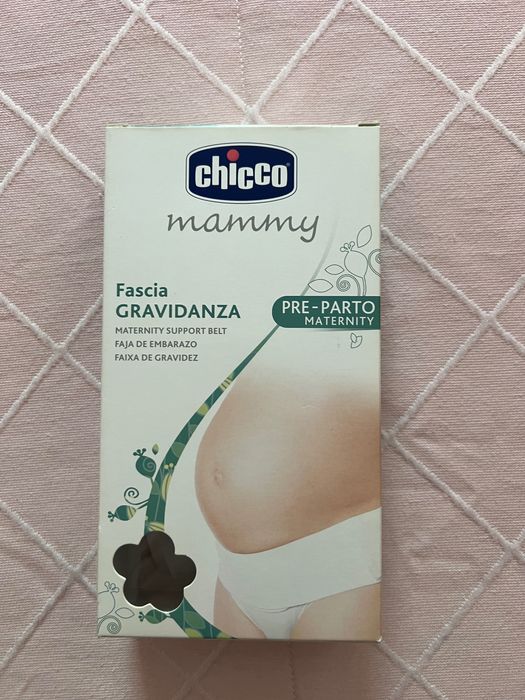 chicco
mammy
Fascia
GRAVIDANZA
MATERNITY SUPPORT BELT
FAJA DE EMBARAZO
FAIXA DE GRAVIDEZ
PRE-PARTO
MATERNITY